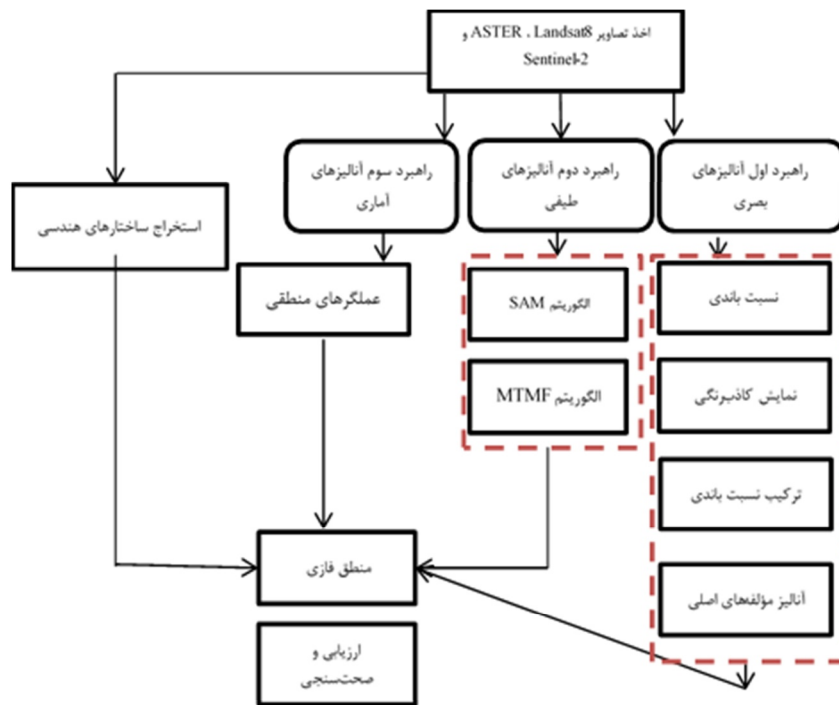 اخذ تصاویر ASTER ، Landsat8 و
Sentinel-2
راهبرد اول آنالیزهای
بصری
راهبرد دوم آنالیزهای
طیفی
راهبرد سوم آنالیزهای
آماری
استخراج ساختارهای هندسی
نسبت باندی
نمایش کاذب‌رنگی
ترکیب نسبت باندی
آنالیز مؤلفه‌های اصلی
الگوریتم SAM
الگوریتم MTMF
عملگرهای منطقی
منطق فازی
ارزیابی و
صحت‌سنجی